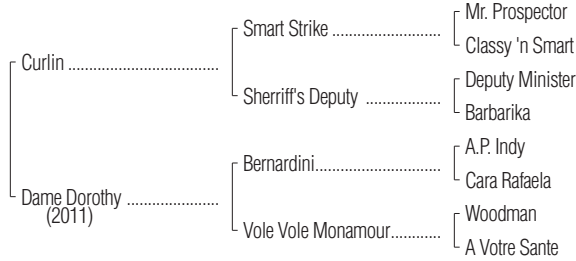 Mr. Prospector
Smart Strike ....................
Classy 'n Smart
Curlin ..........................
Deputy Minister
Sherriff's Deputy ..............
Barbarika
A.P. Indy
Bernardini.......................
Cara Rafaela
Dame Dorothy ................
(2011)
Woodman
Vole Vole Monamour............
A Votre Sante